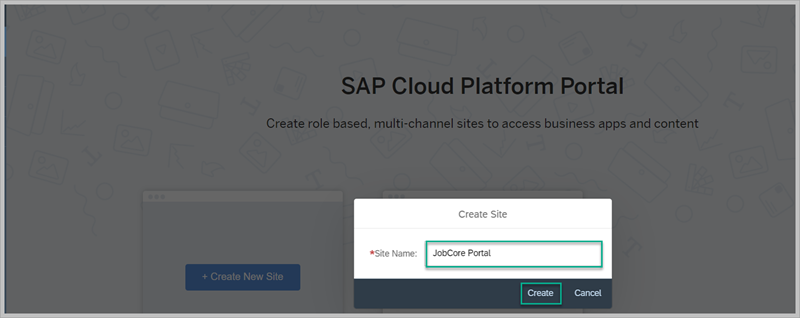 SAP Cloud Platform Portal
Create role based, multi-channel sites to access business apps and content
Create Site
*Site Name: JobCore Portal
+ Create New Site
Create Cancel